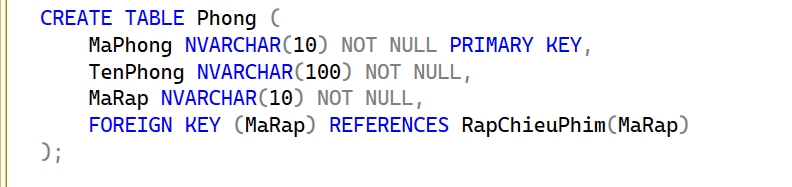 CREATE TABLE Phong (
    MaPhong NVARCHAR(10) NOT NULL PRIMARY KEY,
    TenPhong NVARCHAR(100) NOT NULL,
    MaRap NVARCHAR(10) NOT NULL,
    FOREIGN KEY (MaRap) REFERENCES RapChieuPhim(MaRap)
);